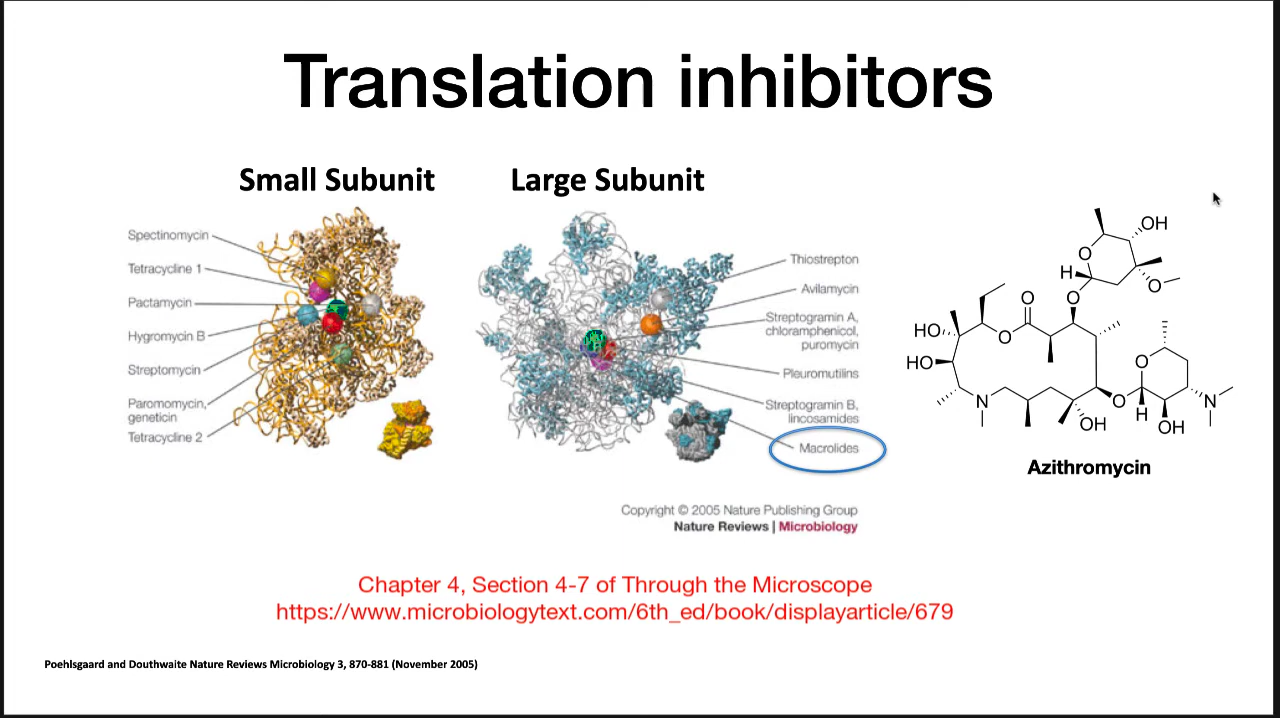 Translation inhibitors
Small Subunit
Large Subunit
Spectinomycin
Tetracycline 1
Pactamycin
Hygromycin B
Streptomycin
Paromomycin,
geneticin
Tetracycline 2
Thiostrepton
Avilamycin
Streptogramin A,
chloramphenicol,
puromycin
Pleuromutilins
Streptogramin B,
lincosamides
Macrolides
OH
O
H
O
O
O
HO
O
HO
O
N
O
H
N
OH
OH
Azithromycin
Copyright © 2005 Nature Publishing Group
Nature Reviews | Microbiology
Chapter 4, Section 4-7 of Through the Microscope
https://www.microbiologytext.com/6th_ed/book/displayarticle/679
Poehlsgaard and Douthwaite Nature Reviews Microbiology 3, 870-881 (November 2005)